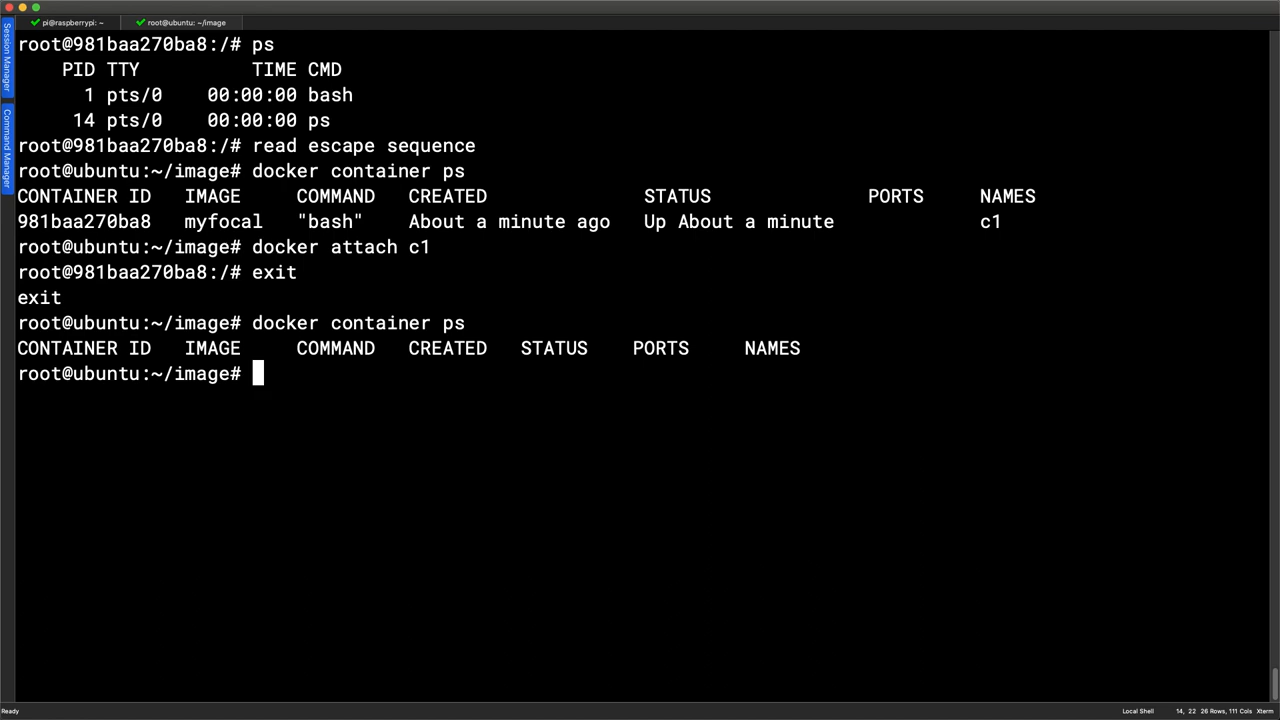 pi@raspberrypi: ~
root@ubuntu: ~/image
Session Manager
Command Manager
root@981baa270ba8:/# ps
PID TTY TIME CMD
1 pts/0 00:00:00 bash
14 pts/0 00:00:00 ps
root@981baa270ba8:/# read escape sequence
root@ubuntu:~/image# docker container ps
CONTAINER ID IMAGE COMMAND CREATED STATUS PORTS NAMES
981baa270ba8 myfocal "bash" About a minute ago Up About a minute c1
root@ubuntu:~/image# docker attach c1
root@981baa270ba8:/# exit
exit
root@ubuntu:~/image# docker container ps
CONTAINER ID IMAGE COMMAND CREATED STATUS PORTS NAMES
root@ubuntu:~/image#
Ready Local Shell 14, 22 26 Rows, 111 Cols Xterm